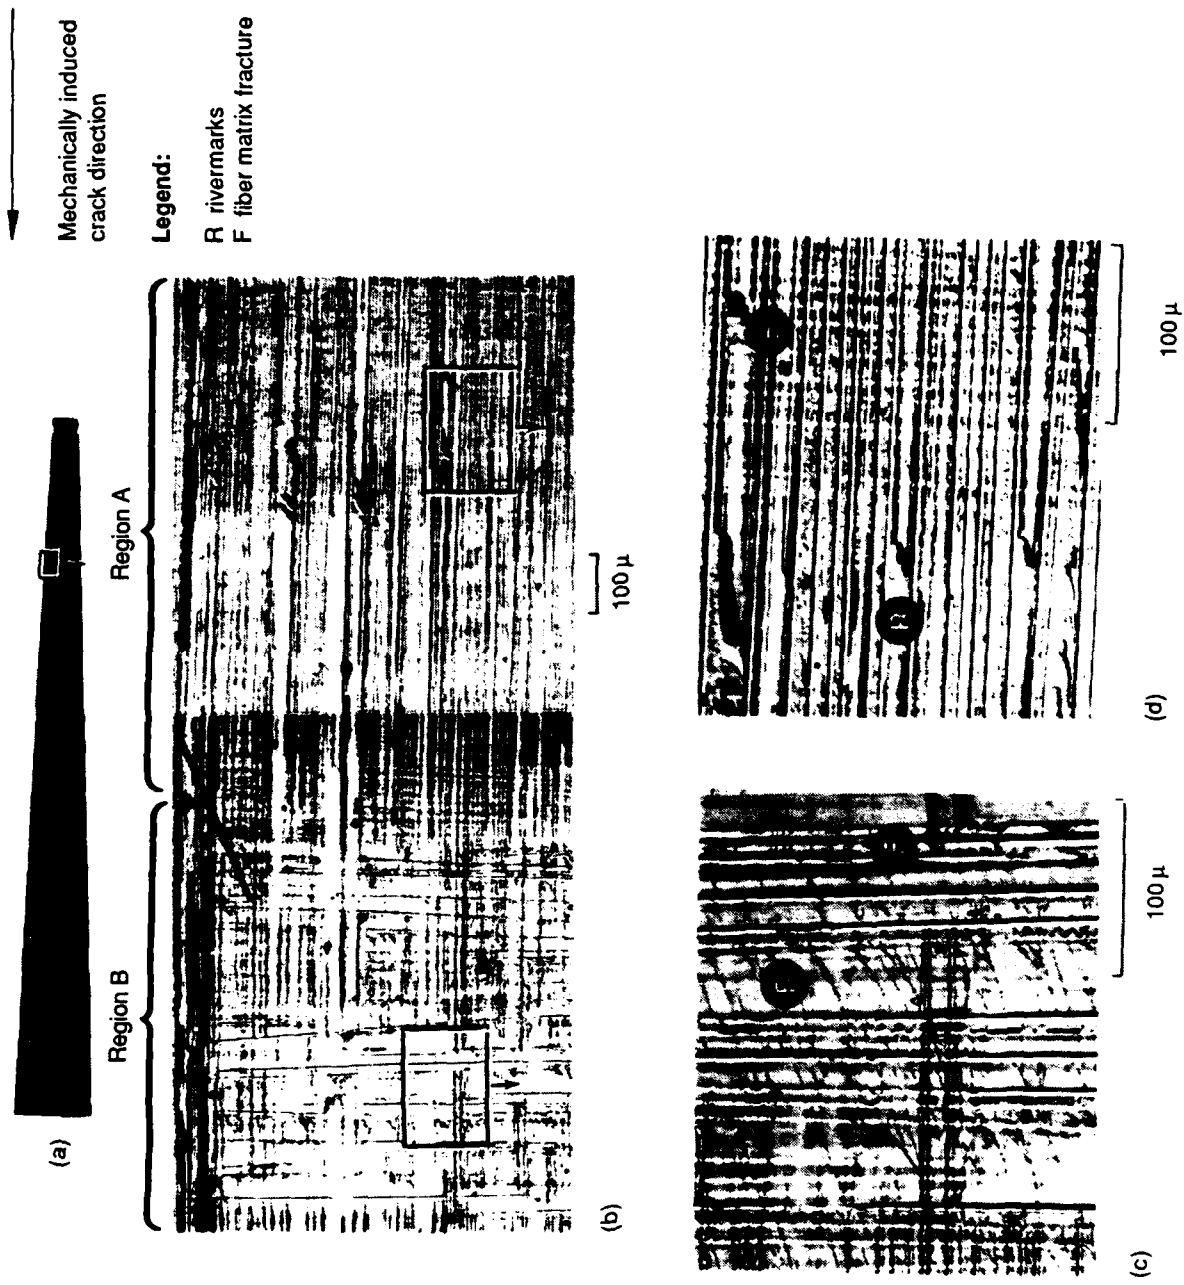 Mechanically induced
crack direction
Legend:
R rivermarks
F fiber matrix fracture
(a)
Region B
Region A
100 μ
(b)
100 μ
(c)
100 μ
(d)